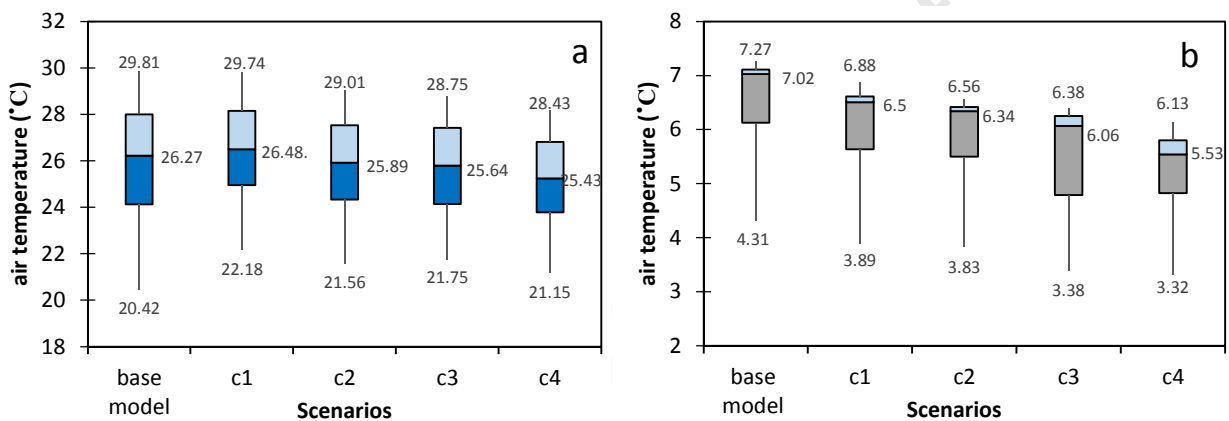 a
air temperature (°C)
32
30
28
26
24
22
20
18
29.81
29.74
29.01
28.75
28.43
26.27
26.48.
25.89
25.64
25.43
20.42
22.18
21.56
21.75
21.15
base
model
c1
c2
c3
c4
Scenarios
b
air temperature (°C)
8
7
6
5
4
3
2
7.27
6.88
6.56
6.38
6.13
7.02
6.5
6.34
6.06
5.53
4.31
3.89
3.83
3.38
3.32
base
model
c1
c2
c3
c4
Scenarios